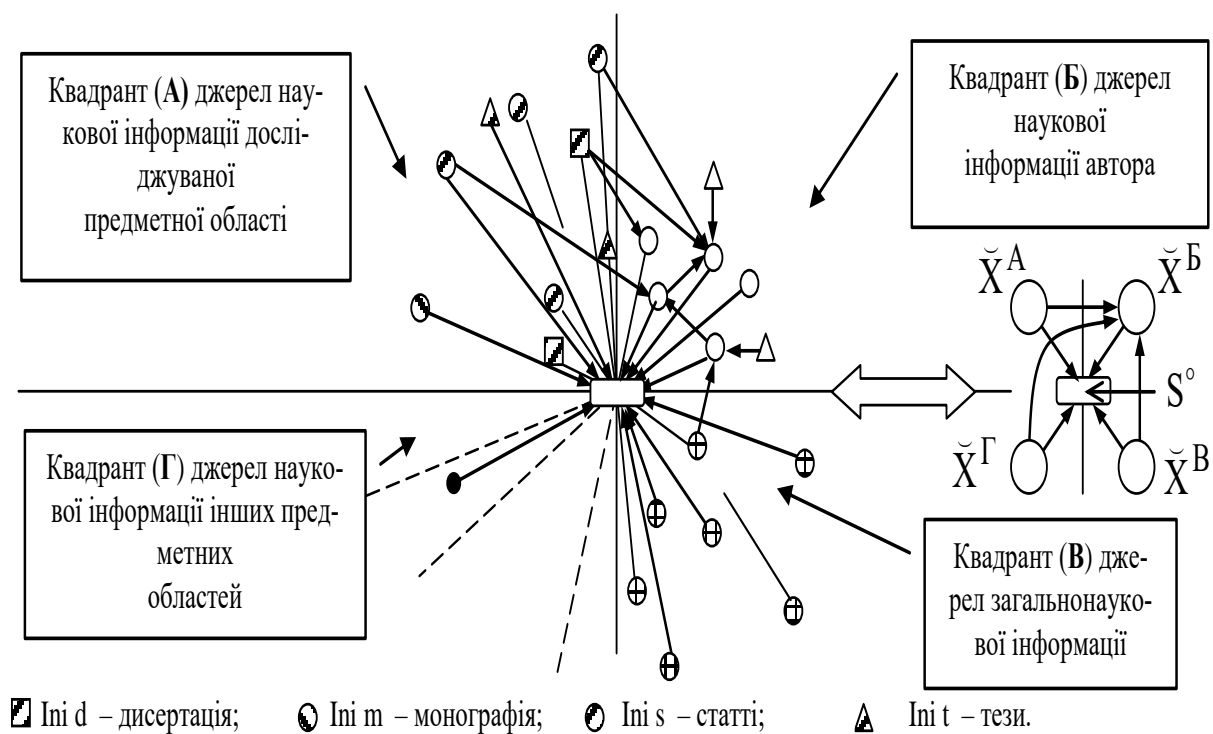 Квадрант (А) джерел нау-
кової інформації дослі-
джуваної
предметної області
Квадрант (Б) джерел
наукової
інформації автора
X̆А
X̆Б
S°
X̆Г
X̆В
Квадрант (Г) джерел науко-
вої інформації інших пред-
метних
областей
Квадрант (В) дже-
рел загальнонауко-
вої інформації
Ini d – дисертація; Ini m – монографія; Ini s – статті; Ini t – тези.